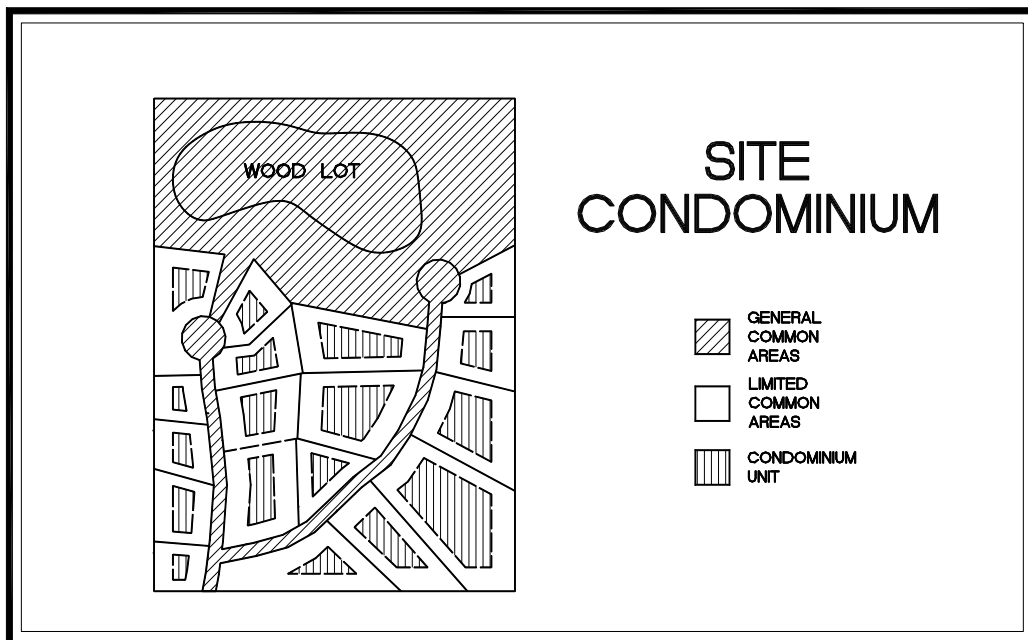 WOOD LOT
SITE
CONDOMINIUM
GENERAL
COMMON
AREAS
LIMITED
COMMON
AREAS
CONDOMINIUM
UNIT